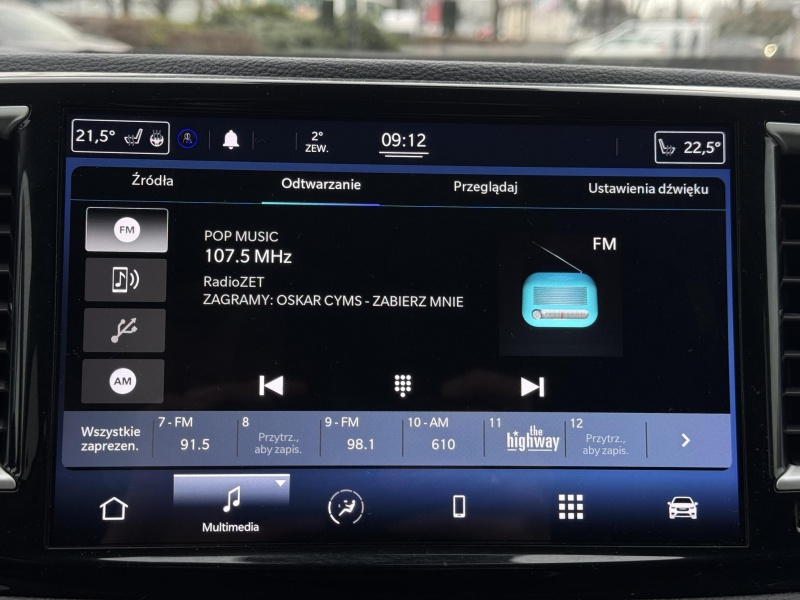 21,5°
2°
ZEW.
09:12
22,5°
Źródła
Odtwarzanie
Przeglądaj
Ustawienia dźwięku
FM
POP MUSIC
107.5 MHz
RadioZET
ZAGRAMY: OSKAR CYMS - ZABIERZ MNIE
FM
AM
Wszystkie
zaprezen.
7 - FM
91.5
8
Przytrz.,
aby zapis.
9 - FM
98.1
10 - AM
610
11
the
highway
12
Przytrz.,
aby zapis.
Multimedia